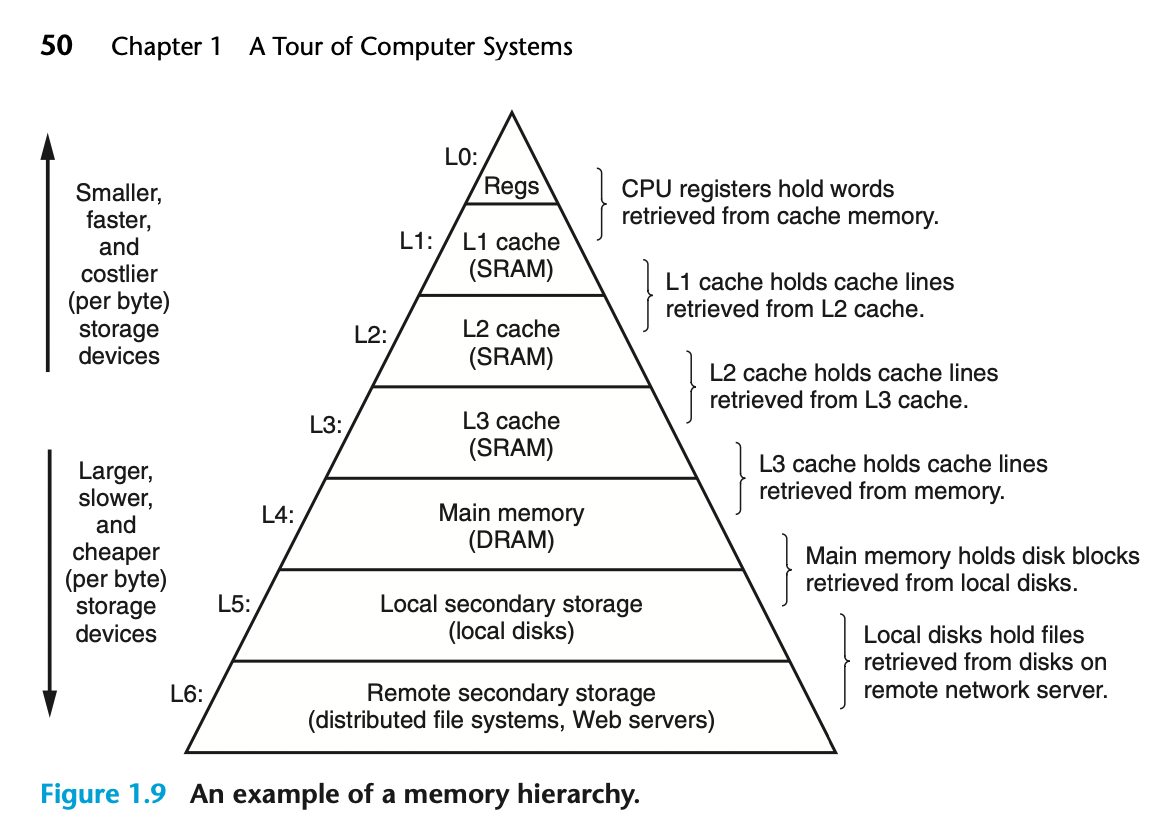 50 Chapter 1 A Tour of Computer Systems
Smaller,
faster,
and
costlier
(per byte)
storage
devices
Larger,
slower,
and
cheaper
(per byte)
storage
devices
L0:
Regs
CPU registers hold words
retrieved from cache memory.
L1:
L1 cache
(SRAM)
L1 cache holds cache lines
retrieved from L2 cache.
L2:
L2 cache
(SRAM)
L2 cache holds cache lines
retrieved from L3 cache.
L3:
L3 cache
(SRAM)
L3 cache holds cache lines
retrieved from memory.
L4:
Main memory
(DRAM)
Main memory holds disk blocks
retrieved from local disks.
L5:
Local secondary storage
(local disks)
Local disks hold files
retrieved from disks on
remote network server.
L6:
Remote secondary storage
(distributed file systems, Web servers)
Figure 1.9 An example of a memory hierarchy.